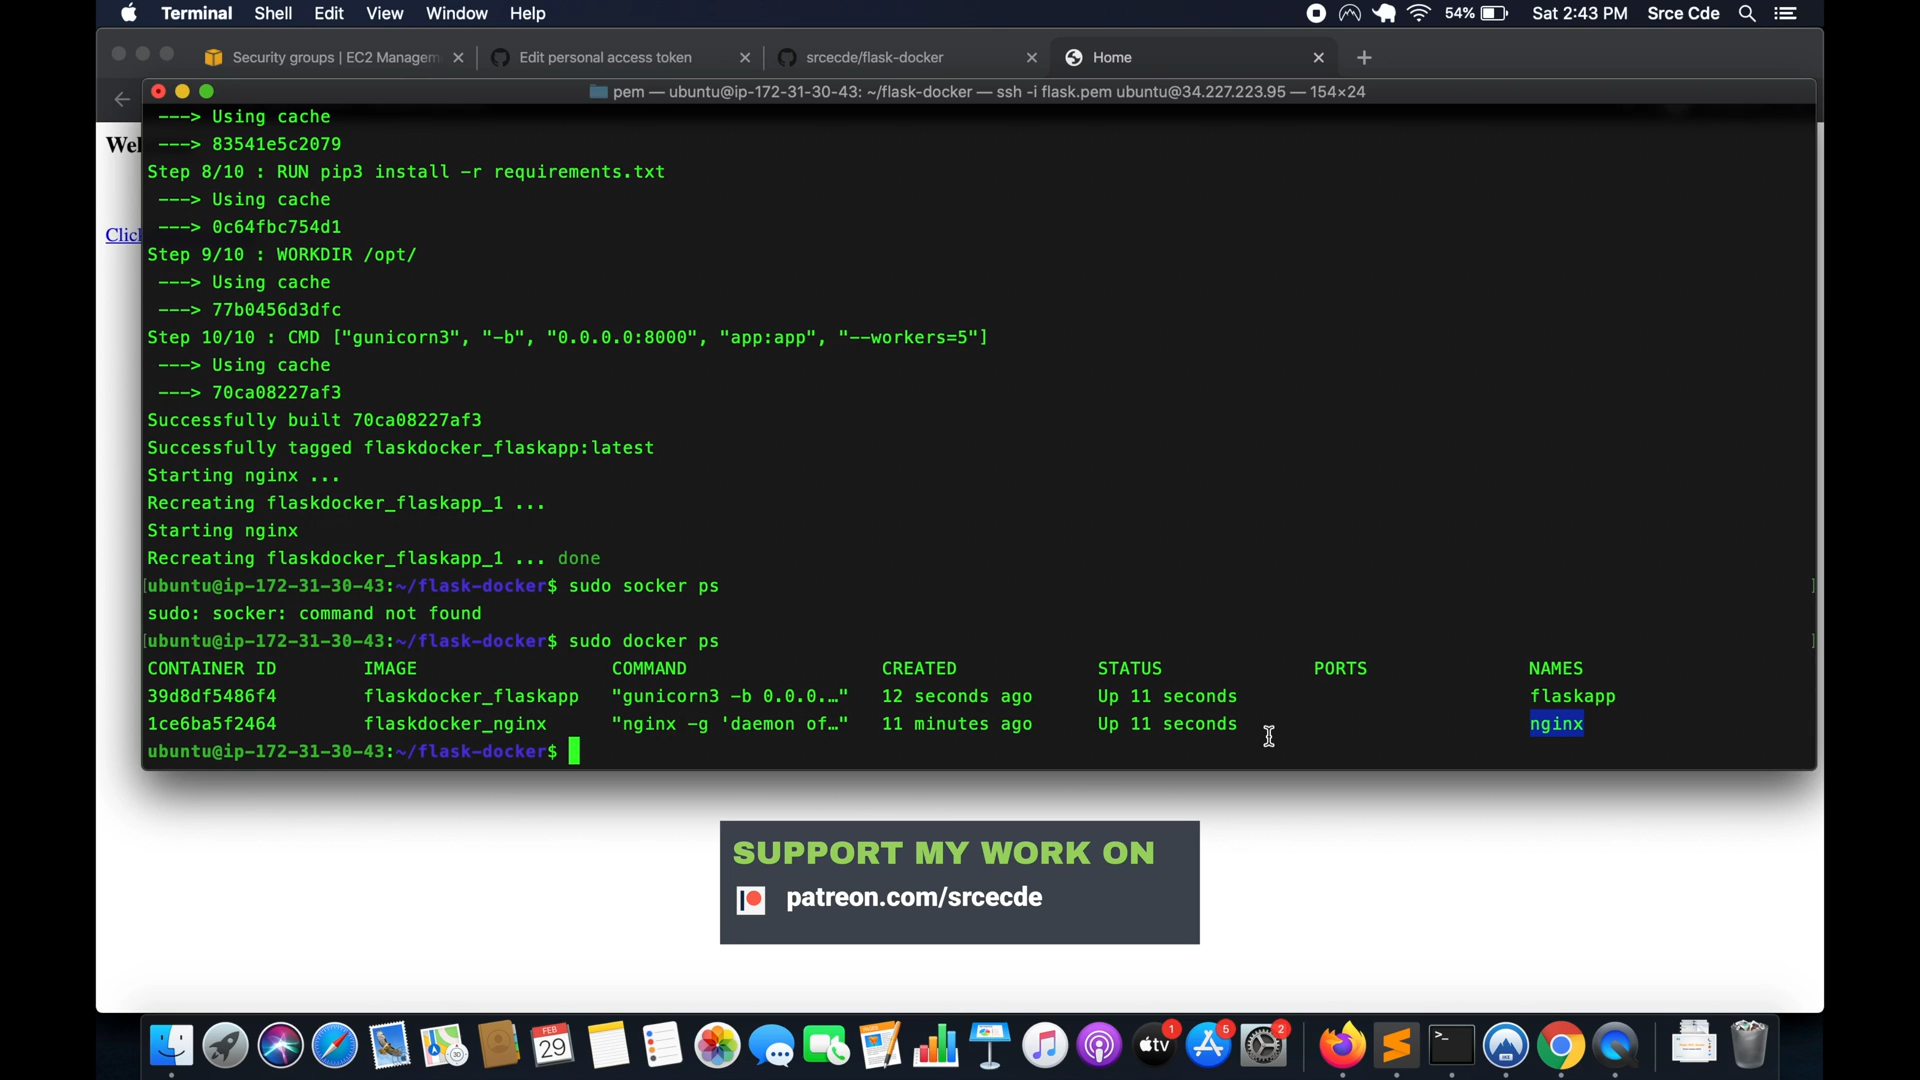 Terminal Shell Edit View Window Help 54% Sat 2:43 PM Srce Cde
Security groups | EC2 Managem Edit personal access token srcecde/flask-docker Home
pem — ubuntu@ip-172-31-30-43: ~/flask-docker — ssh -i flask.pem ubuntu@34.227.223.95 — 154×24
Wel
Click
---> Using cache
---> 83541e5c2079
Step 8/10 : RUN pip3 install -r requirements.txt
---> Using cache
---> 0c64fbc754d1
Step 9/10 : WORKDIR /opt/
---> Using cache
---> 77b0456d3dfc
Step 10/10 : CMD ["gunicorn3", "-b", "0.0.0.0:8000", "app:app", "--workers=5"]
---> Using cache
---> 70ca08227af3
Successfully built 70ca08227af3
Successfully tagged flaskdocker_flaskapp:latest
Starting nginx ...
Recreating flaskdocker_flaskapp_1 ...
Starting nginx
Recreating flaskdocker_flaskapp_1 ... done
[ubuntu@ip-172-31-30-43:~/flask-docker$ sudo socker ps ]
sudo: socker: command not found
[ubuntu@ip-172-31-30-43:~/flask-docker$ sudo docker ps ]
CONTAINER ID IMAGE COMMAND CREATED STATUS PORTS NAMES
39d8df5486f4 flaskdocker_flaskapp "gunicorn3 -b 0.0.0.…" 12 seconds ago Up 11 seconds flaskapp
1ce6ba5f2464 flaskdocker_nginx "nginx -g 'daemon of…" 11 minutes ago Up 11 seconds nginx
ubuntu@ip-172-31-30-43:~/flask-docker$
SUPPORT MY WORK ON
patreon.com/srcecde
FEB
29
tv
1
5
2